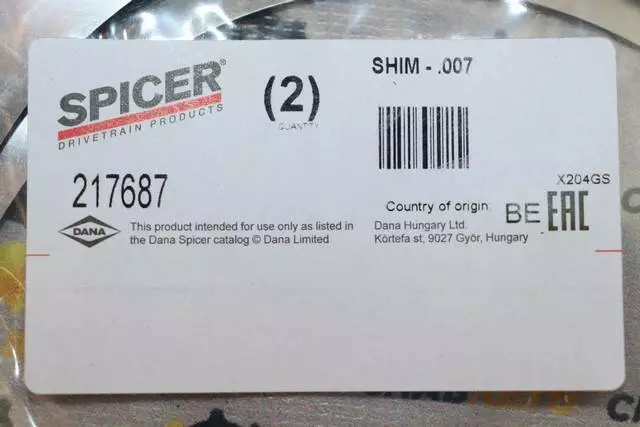 SPICER®
DRIVETRAIN PRODUCTS
(2)
QUANTITY
SHIM - .007
217687
X204GS
Country of origin: BE
EAC
DANA
This product intended for use only as listed in
the Dana Spicer catalog © Dana Limited
Dana Hungary Ltd.
Körtefa st, 9027 Győr, Hungary